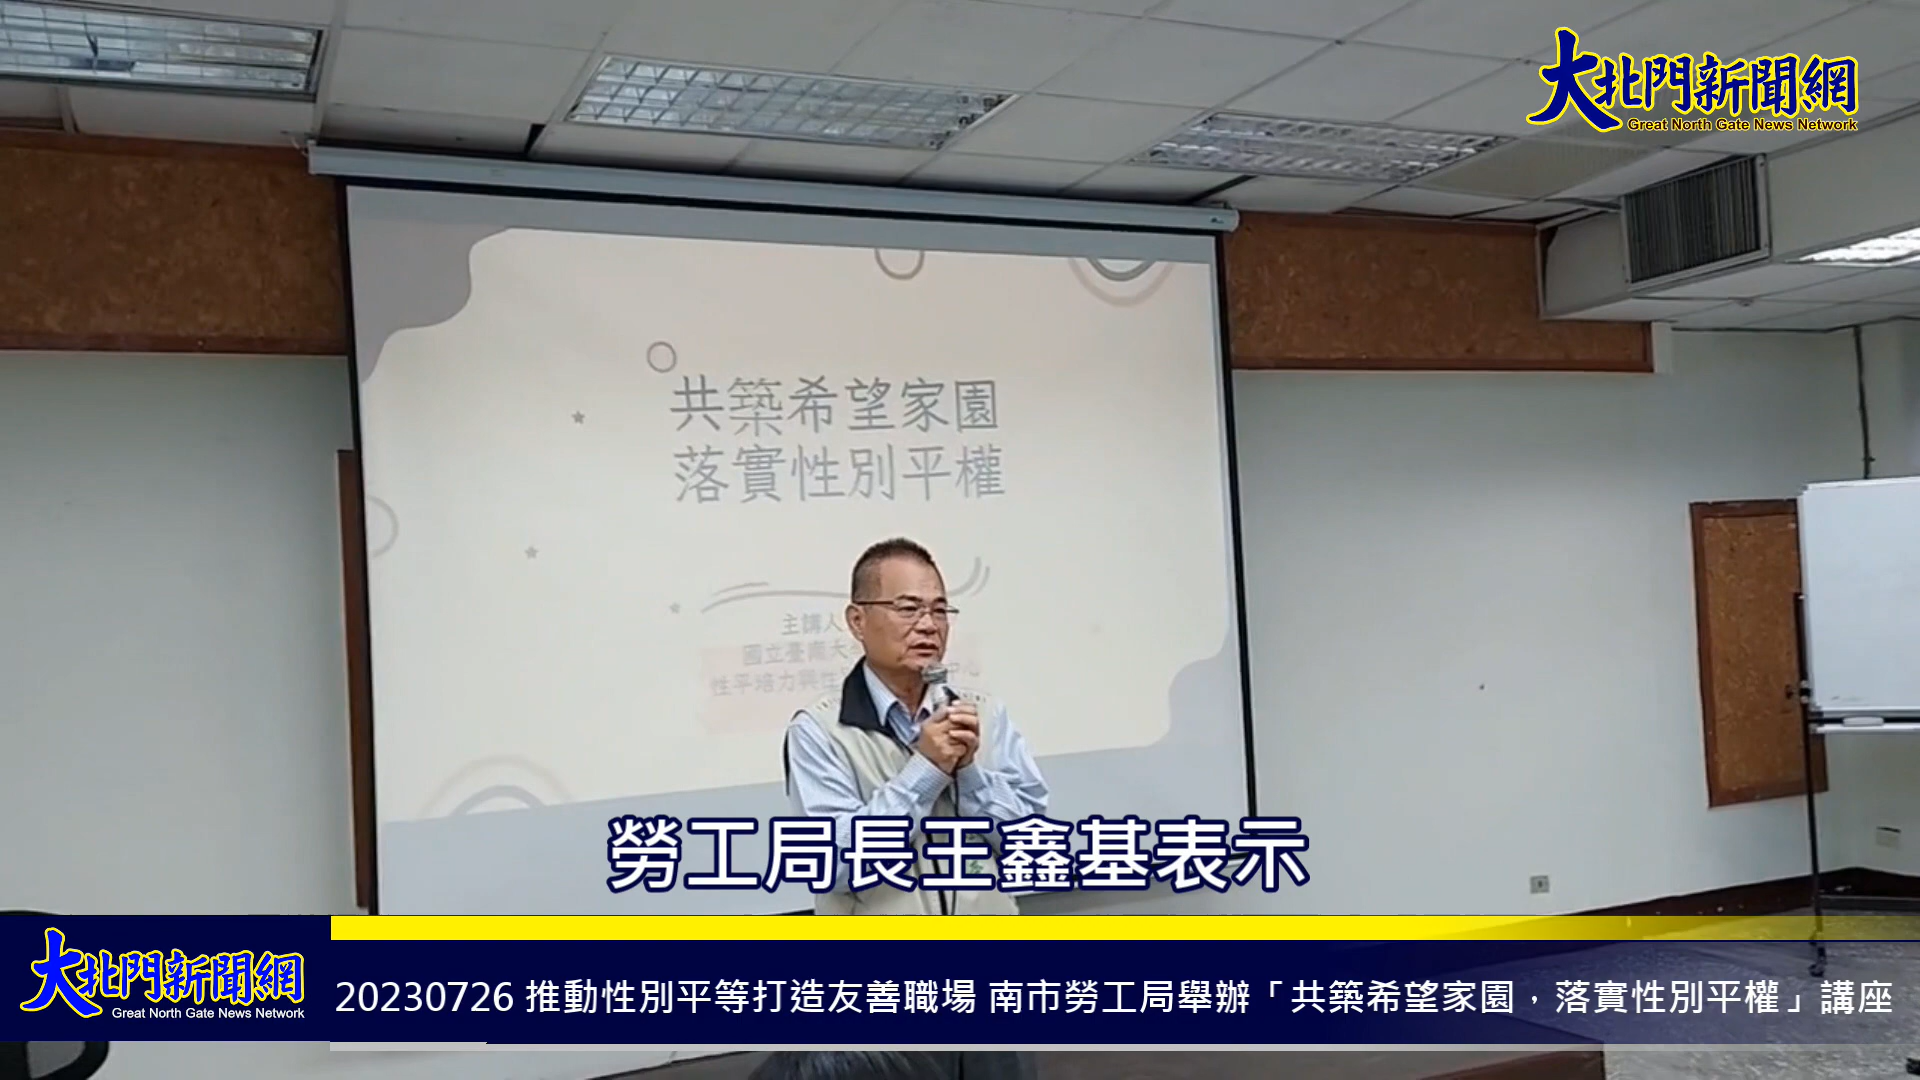 大北門新聞網
Great North Gate News Network
共築希望家園
落實性別平權
主講人
國立臺南大
性平培力與性
中心
勞工局長王鑫基表示
大北門新聞網
Great North Gate News Network
20230726 推動性別平等打造友善職場 南市勞工局舉辦「共築希望家園，落實性別平權」講座